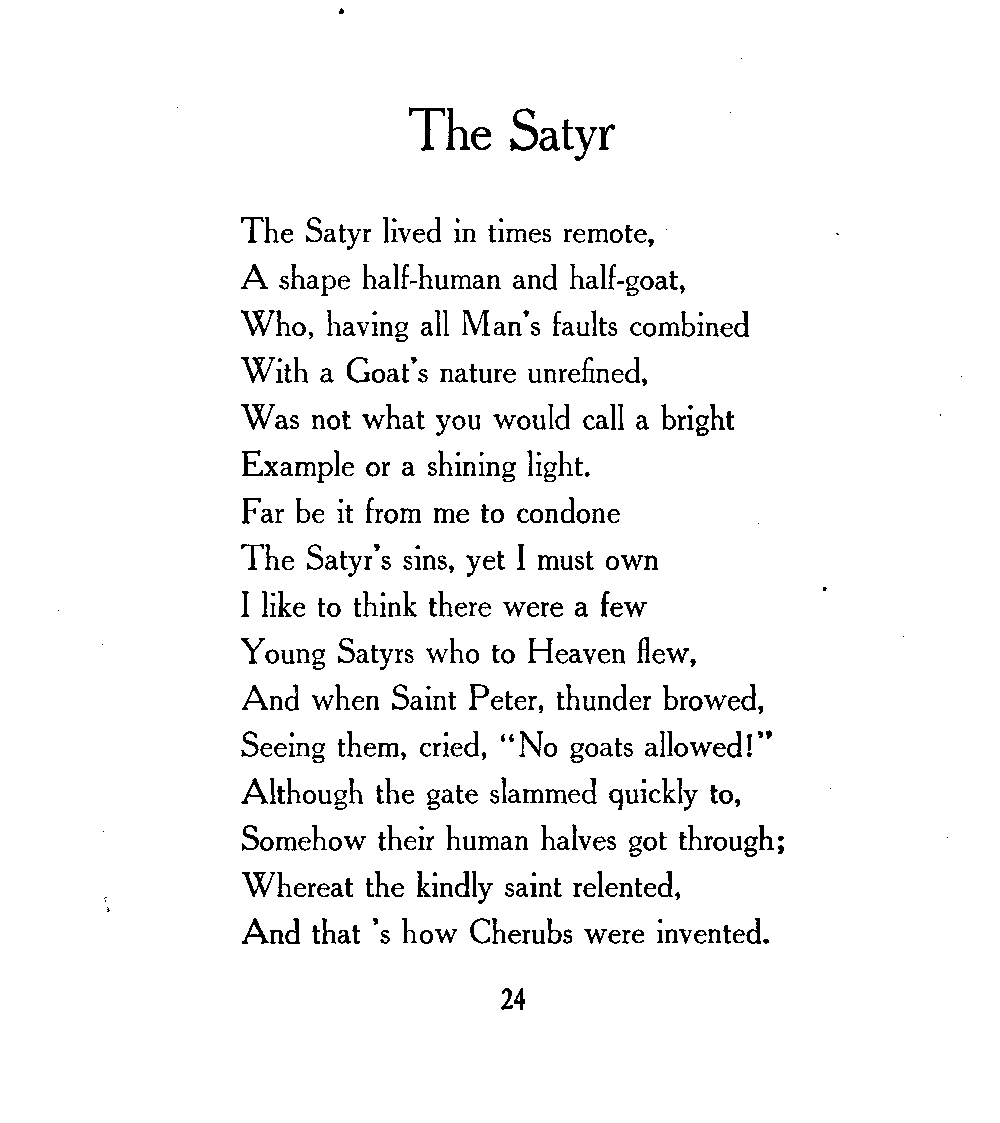 The Satyr
The Satyr lived in times remote,
A shape half-human and half-goat,
Who, having all Man's faults combined
With a Goat's nature unrefined,
Was not what you would call a bright
Example or a shining light.
Far be it from me to condone
The Satyr's sins, yet I must own
I like to think there were a few
Young Satyrs who to Heaven flew,
And when Saint Peter, thunder browed,
Seeing them, cried, “No goats allowed!”
Although the gate slammed quickly to,
Somehow their human halves got through;
Whereat the kindly saint relented,
And that 's how Cherubs were invented.
24